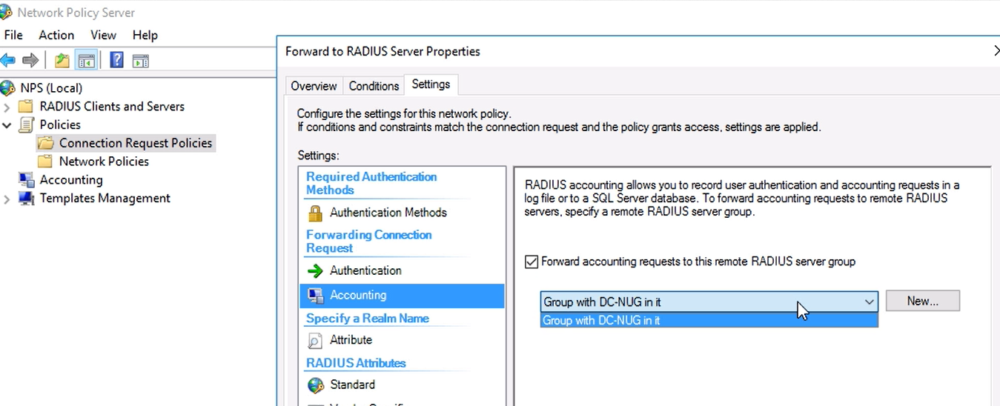 Network Policy Server
File Action View Help
NPS (Local)
RADIUS Clients and Servers
Policies
Connection Request Policies
Network Policies
Accounting
Templates Management
Forward to RADIUS Server Properties
Overview Conditions Settings
Configure the settings for this network policy.
If conditions and constraints match the connection request and the policy grants access, settings are applied.
Settings:
Required Authentication
Methods
Authentication Methods
Forwarding Connection
Request
Authentication
Accounting
Specify a Realm Name
Attribute
RADIUS Attributes
Standard
RADIUS accounting allows you to record user authentication and accounting requests in a
log file or to a SQL Server database. To forward accounting requests to remote RADIUS
servers, specify a remote RADIUS server group.
Forward accounting requests to this remote RADIUS server group
Group with DC-NUG in it
New...
Group with DC-NUG in it